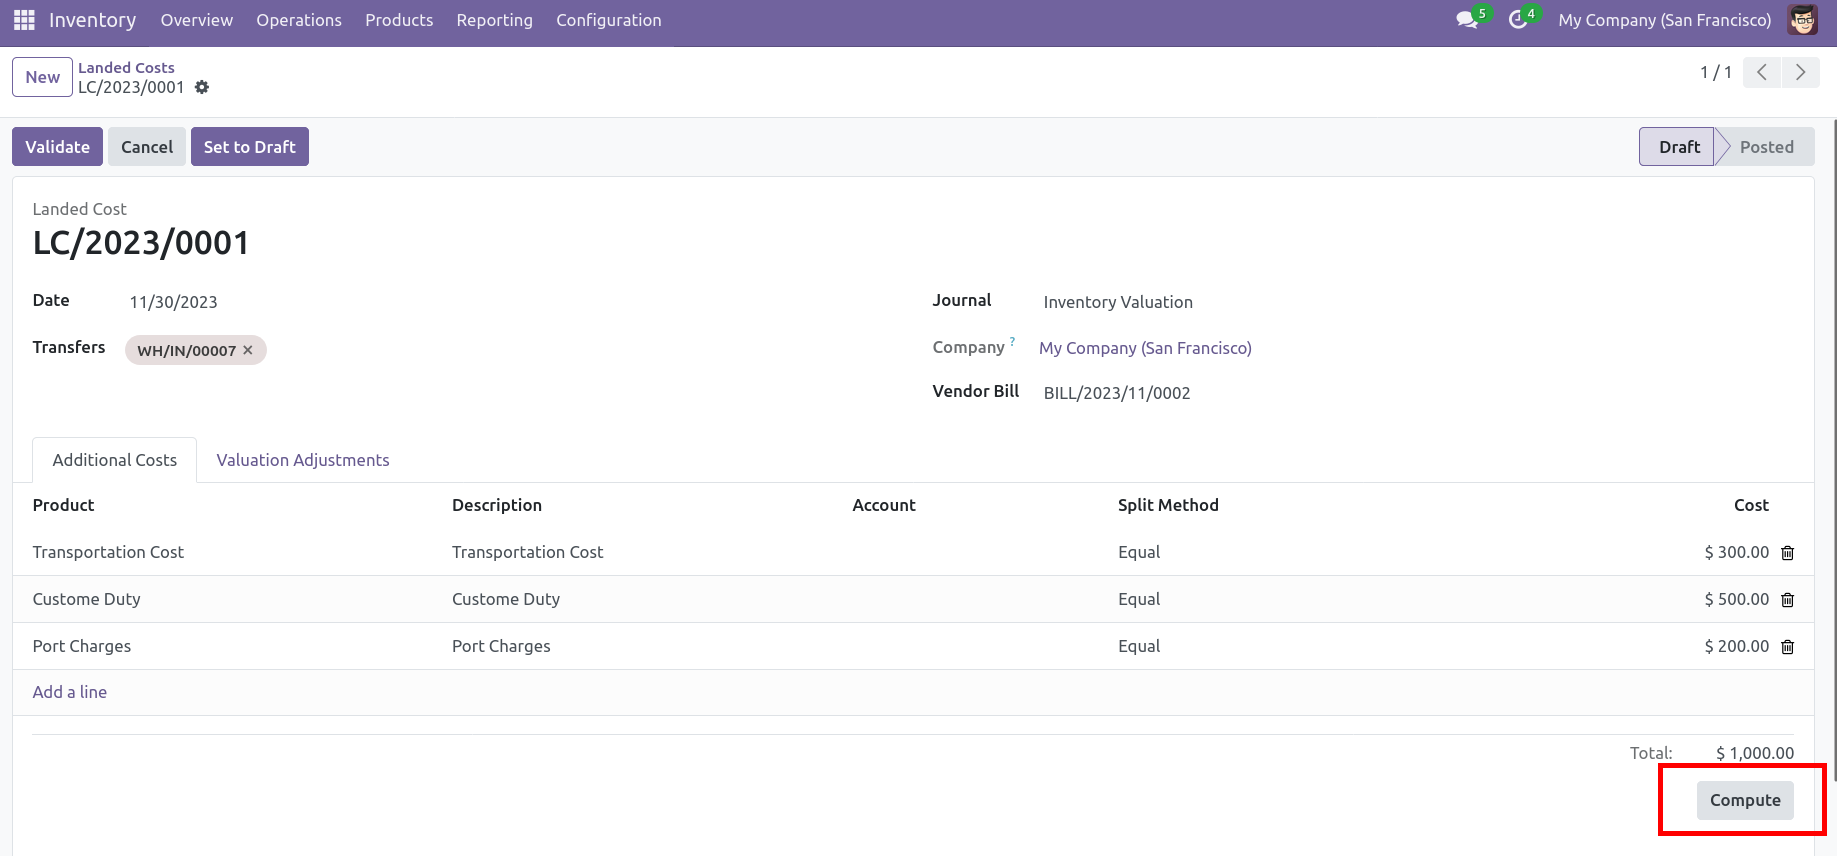 Inventory Overview Operations Products Reporting Configuration 5 4 My Company (San Francisco)
New Landed Costs
LC/2023/0001 1 / 1
Validate Cancel Set to Draft Draft Posted
Landed Cost
LC/2023/0001
Date 11/30/2023 Journal Inventory Valuation
Transfers WH/IN/00007 × Company ? My Company (San Francisco)
Vendor Bill BILL/2023/11/0002
Additional Costs Valuation Adjustments
Product Description Account Split Method Cost
Transportation Cost Transportation Cost Equal $ 300.00
Custome Duty Custome Duty Equal $ 500.00
Port Charges Port Charges Equal $ 200.00
Add a line
Total: $ 1,000.00
Compute